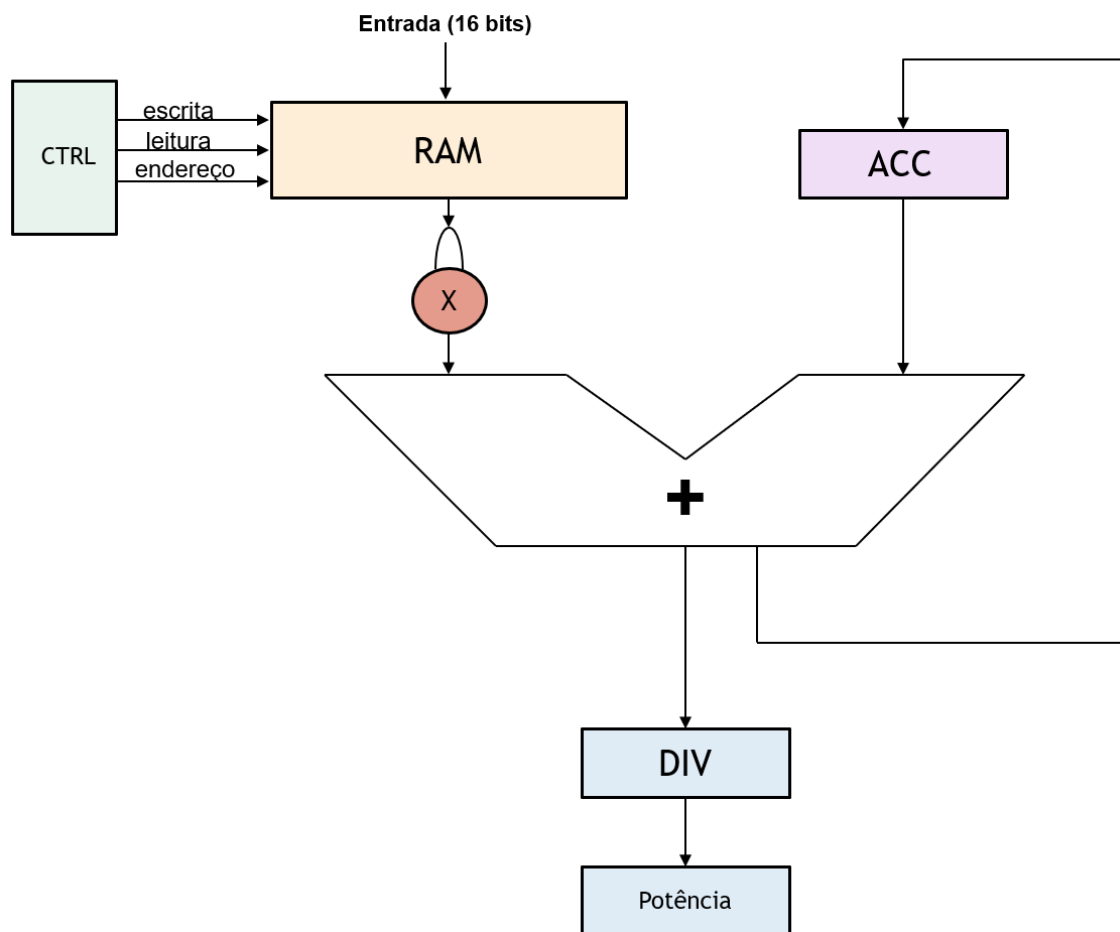 Entrada (16 bits)
escrita
leitura
endereço
CTRL
RAM
ACC
X
+
DIV
Potência